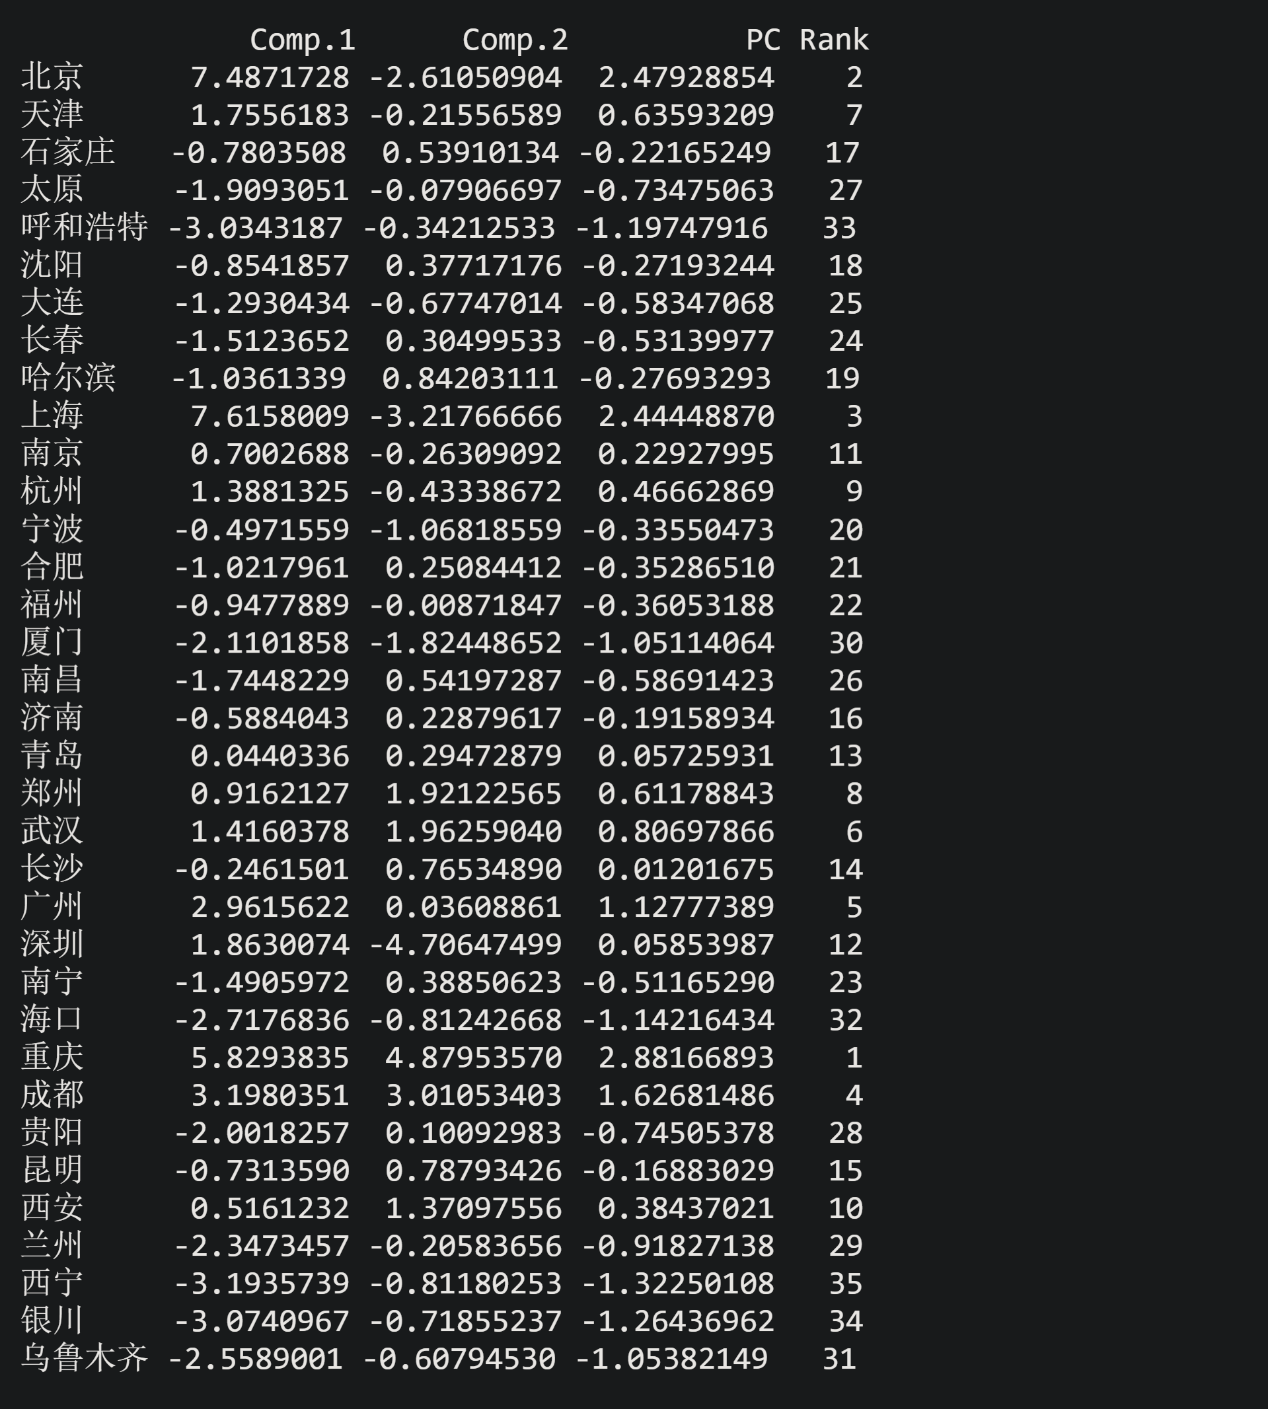 Comp.1 Comp.2 PC Rank
北京 7.4871728 -2.61050904 2.47928854 2
天津 1.7556183 -0.21556589 0.63593209 7
石家庄 -0.7803508 0.53910134 -0.22165249 17
太原 -1.9093051 -0.07906697 -0.73475063 27
呼和浩特 -3.0343187 -0.34212533 -1.19747916 33
沈阳 -0.8541857 0.37717176 -0.27193244 18
大连 -1.2930434 -0.67747014 -0.58347068 25
长春 -1.5123652 0.30499533 -0.53139977 24
哈尔滨 -1.0361339 0.84203111 -0.27693293 19
上海 7.6158009 -3.21766666 2.44448870 3
南京 0.7002688 -0.26309092 0.22927995 11
杭州 1.3881325 -0.43338672 0.46662869 9
宁波 -0.4971559 -1.06818559 -0.33550473 20
合肥 -1.0217961 0.25084412 -0.35286510 21
福州 -0.9477889 -0.00871847 -0.36053188 22
厦门 -2.1101858 -1.82448652 -1.05114064 30
南昌 -1.7448229 0.54197287 -0.58691423 26
济南 -0.5884043 0.22879617 -0.19158934 16
青岛 0.0440336 0.29472879 0.05725931 13
郑州 0.9162127 1.92122565 0.61178843 8
武汉 1.4160378 1.96259040 0.80697866 6
长沙 -0.2461501 0.76534890 0.01201675 14
广州 2.9615622 0.03608861 1.12777389 5
深圳 1.8630074 -4.70647499 0.05853987 12
南宁 -1.4905972 0.38850623 -0.51165290 23
海口 -2.7176836 -0.81242668 -1.14216434 32
重庆 5.8293835 4.87953570 2.88166893 1
成都 3.1980351 3.01053403 1.62681486 4
贵阳 -2.0018257 0.10092983 -0.74505378 28
昆明 -0.7313590 0.78793426 -0.16883029 15
西安 0.5161232 1.37097556 0.38437021 10
兰州 -2.3473457 -0.20583656 -0.91827138 29
西宁 -3.1935739 -0.81180253 -1.32250108 35
银川 -3.0740967 -0.71855237 -1.26436962 34
乌鲁木齐 -2.5589001 -0.60794530 -1.05382149 31